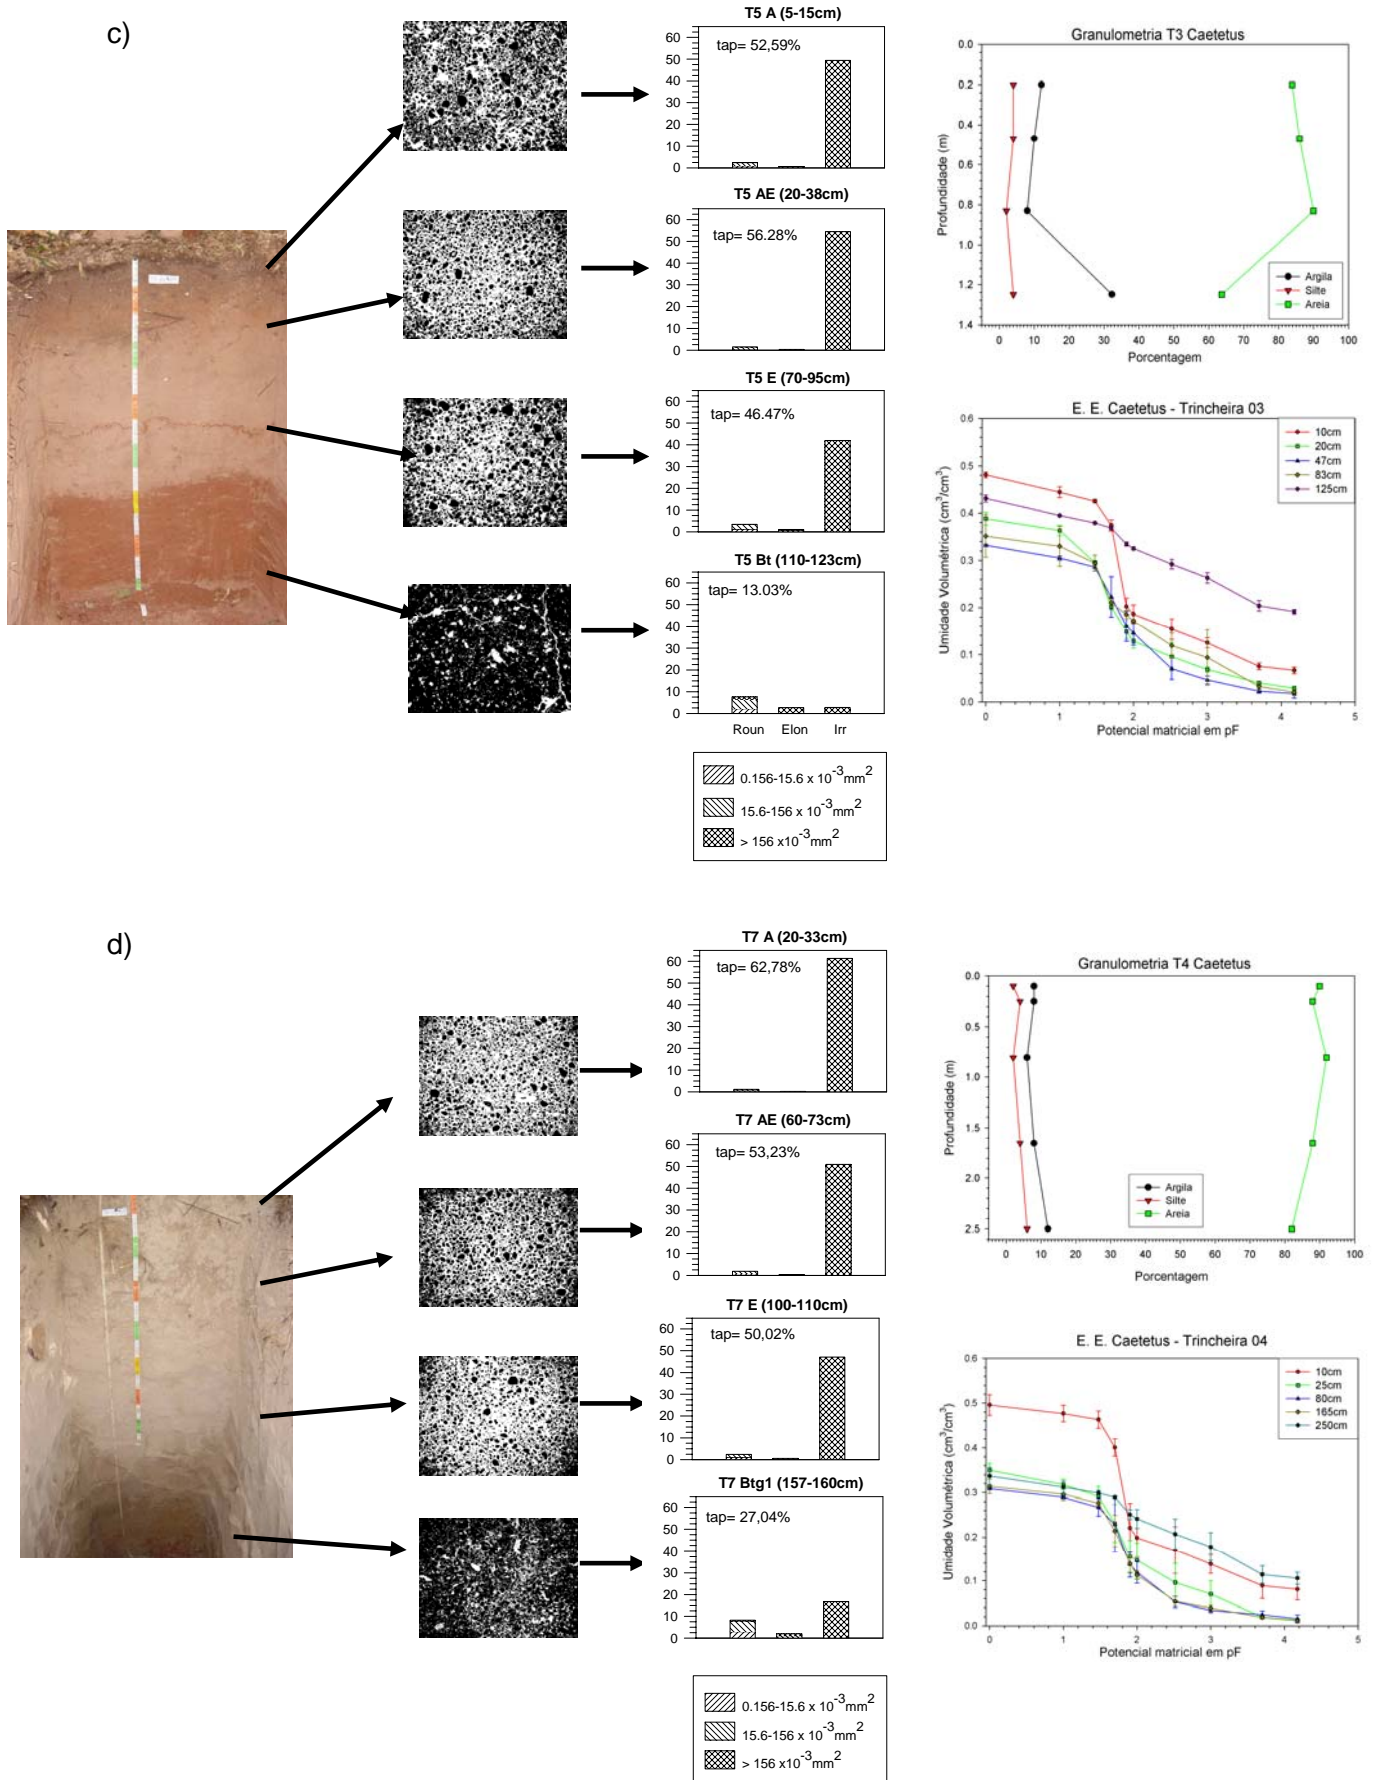 c)
T5 A (5-15cm)
tap= 52,59%
60
50
40
30
20
10
0
T5 AE (20-38cm)
tap= 56.28%
60
50
40
30
20
10
0
T5 E (70-95cm)
tap= 46.47%
60
50
40
30
20
10
0
T5 Bt (110-123cm)
tap= 13.03%
60
50
40
30
20
10
0
Roun Elon Irr
0.156-15.6 x 10-3mm2
15.6-156 x 10-3mm2
> 156 x10-3mm2
Granulometria T3 Caetetus
Profundidade (m)
0.0
0.2
0.4
0.6
0.8
1.0
1.2
1.4
Argila
Silte
Areia
0 10 20 30 40 50 60 70 80 90 100
Porcentagem
E. E. Caetetus - Trincheira 03
Umidade Volumétrica (cm3/cm3)
0.6
0.5
0.4
0.3
0.2
0.1
0.0
10cm
20cm
47cm
83cm
125cm
0 1 2 3 4 5
Potencial matricial em pF
d)
T7 A (20-33cm)
tap= 62,78%
60
50
40
30
20
10
0
T7 AE (60-73cm)
tap= 53,23%
60
50
40
30
20
10
0
T7 E (100-110cm)
tap= 50,02%
60
50
40
30
20
10
0
T7 Btg1 (157-160cm)
tap= 27,04%
60
50
40
30
20
10
0
0.156-15.6 x 10-3mm2
15.6-156 x 10-3mm2
> 156 x10-3mm2
Granulometria T4 Caetetus
Profundidade (m)
0.0
0.5
1.0
1.5
2.0
2.5
Argila
Silte
Areia
0 10 20 30 40 50 60 70 80 90 100
Porcentagem
E. E. Caetetus - Trincheira 04
Umidade Volumétrica (cm3/cm3)
0.6
0.5
0.4
0.3
0.2
0.1
0.0
10cm
25cm
80cm
165cm
250cm
0 1 2 3 4 5
Potencial matricial em pF